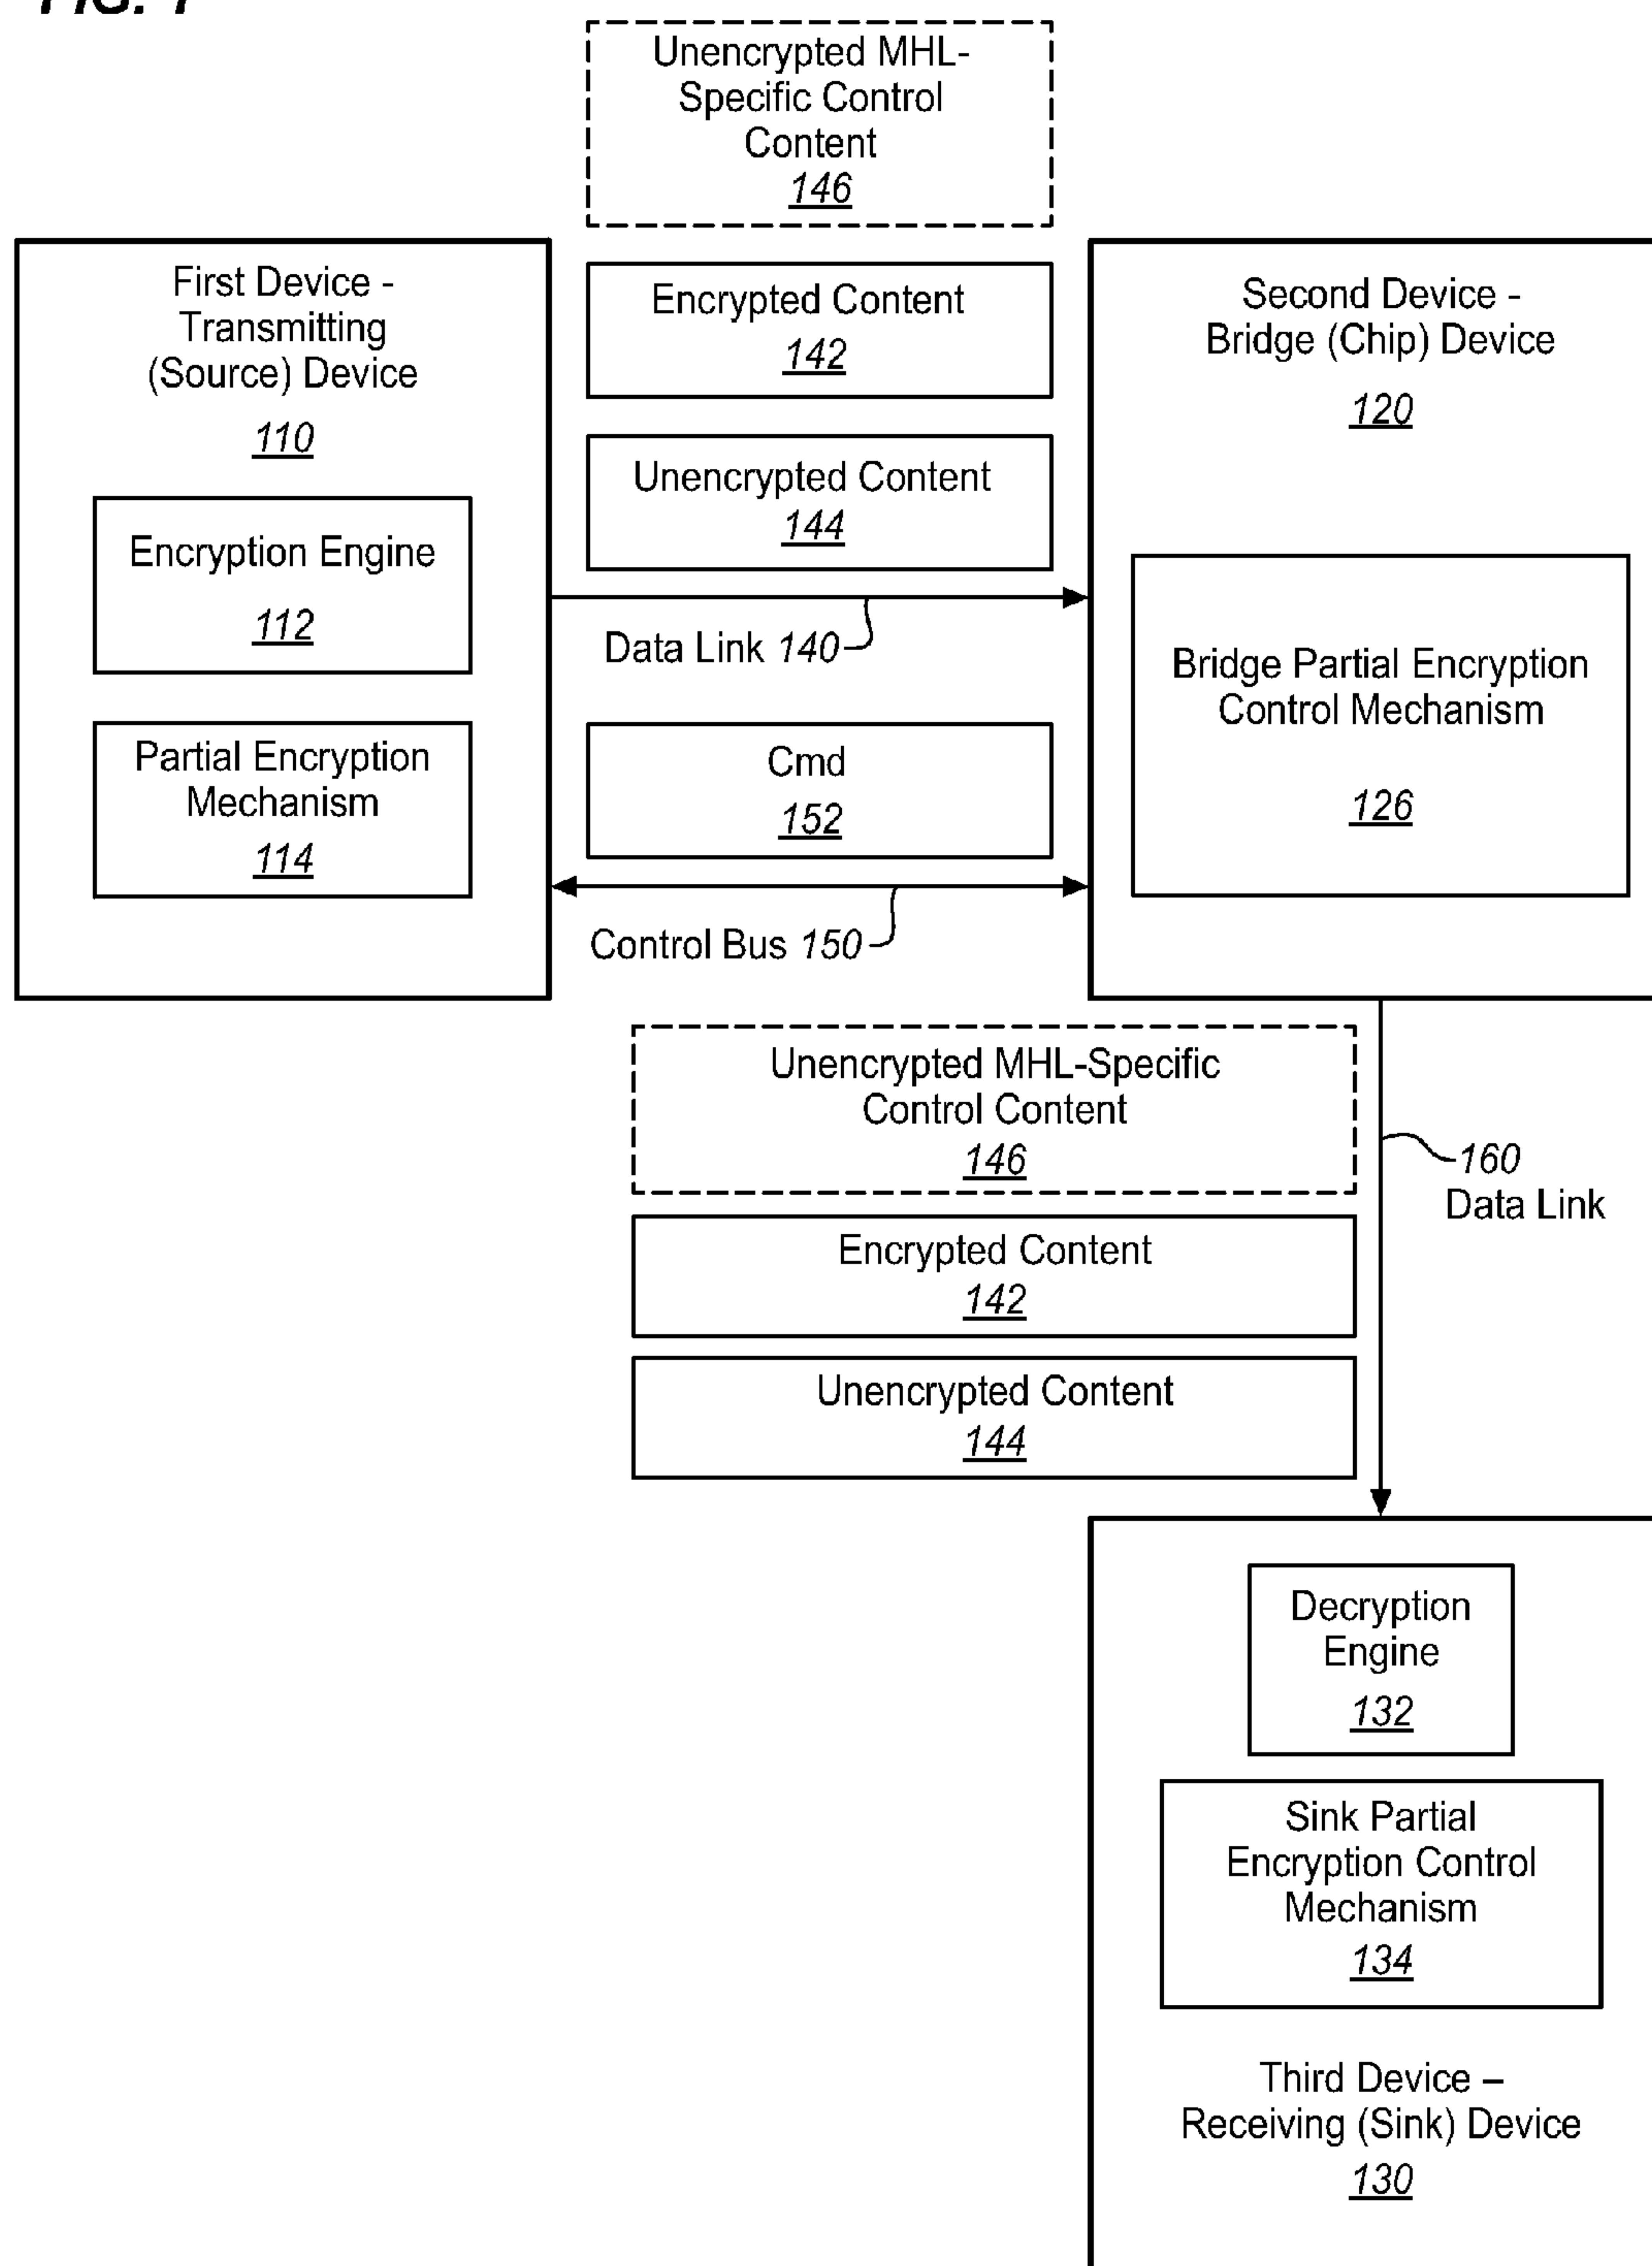 FIG. 1
Unencrypted MHL-
Specific Control
Content
146
First Device -
Transmitting
(Source) Device
110
Encryption Engine
112
Partial Encryption
Mechanism
114
Encrypted Content
142
Unencrypted Content
144
Data Link 140
Cmd
152
Control Bus 150
Second Device -
Bridge (Chip) Device
120
Bridge Partial Encryption
Control Mechanism
126
Unencrypted MHL-Specific
Control Content
146
Encrypted Content
142
Unencrypted Content
144
160
Data Link
Decryption
Engine
132
Sink Partial
Encryption Control
Mechanism
134
Third Device –
Receiving (Sink) Device
130